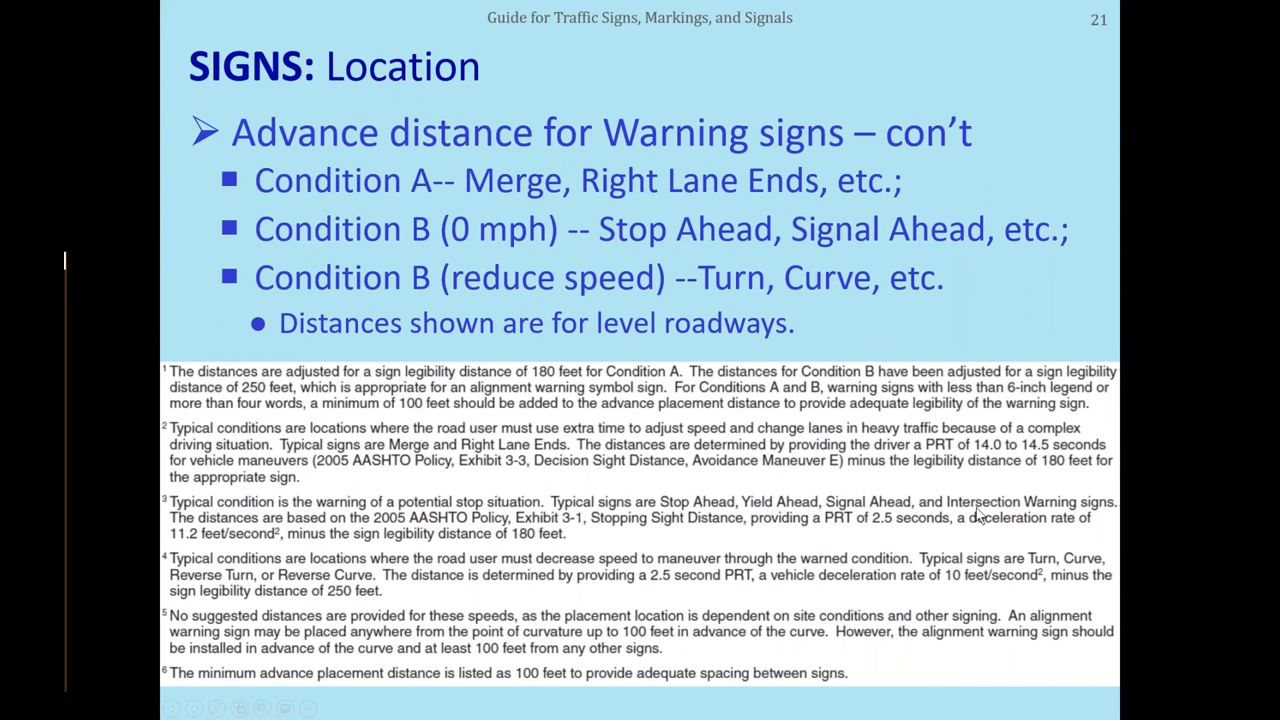 Guide for Traffic Signs, Markings, and Signals
21
SIGNS: Location
➢ Advance distance for Warning signs – con’t
■ Condition A-- Merge, Right Lane Ends, etc.;
■ Condition B (0 mph) -- Stop Ahead, Signal Ahead, etc.;
■ Condition B (reduce speed) --Turn, Curve, etc.
● Distances shown are for level roadways.
¹ The distances are adjusted for a sign legibility distance of 180 feet for Condition A. The distances for Condition B have been adjusted for a sign legibility
distance of 250 feet, which is appropriate for an alignment warning symbol sign. For Conditions A and B, warning signs with less than 6-inch legend or
more than four words, a minimum of 100 feet should be added to the advance placement distance to provide adequate legibility of the warning sign.
² Typical conditions are locations where the road user must use extra time to adjust speed and change lanes in heavy traffic because of a complex
driving situation. Typical signs are Merge and Right Lane Ends. The distances are determined by providing the driver a PRT of 14.0 to 14.5 seconds
for vehicle maneuvers (2005 AASHTO Policy, Exhibit 3-3, Decision Sight Distance, Avoidance Maneuver E) minus the legibility distance of 180 feet for
the appropriate sign.
³ Typical condition is the warning of a potential stop situation. Typical signs are Stop Ahead, Yield Ahead, Signal Ahead, and Intersection Warning signs.
The distances are based on the 2005 AASHTO Policy, Exhibit 3-1, Stopping Sight Distance, providing a PRT of 2.5 seconds, a deceleration rate of
11.2 feet/second², minus the sign legibility distance of 180 feet.
⁴ Typical conditions are locations where the road user must decrease speed to maneuver through the warned condition. Typical signs are Turn, Curve,
Reverse Turn, or Reverse Curve. The distance is determined by providing a 2.5 second PRT, a vehicle deceleration rate of 10 feet/second², minus the
sign legibility distance of 250 feet.
⁵ No suggested distances are provided for these speeds, as the placement location is dependent on site conditions and other signing. An alignment
warning sign may be placed anywhere from the point of curvature up to 100 feet in advance of the curve. However, the alignment warning sign should
be installed in advance of the curve and at least 100 feet from any other signs.
⁶ The minimum advance placement distance is listed as 100 feet to provide adequate spacing between signs.